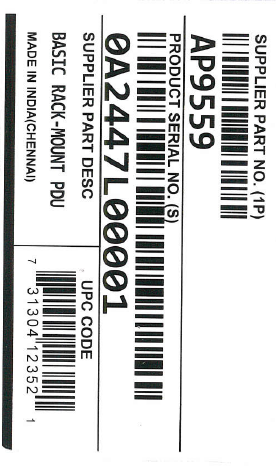 SUPPLIER PART NO. (1P)
AP9559
PRODUCT SERIAL NO. (S)
0A2447L00001
SUPPLIER PART DESC
BASIC RACK-MOUNT PDU
MADE IN INDIA(CHENNAI)
UPC CODE
7 31304 12352 1